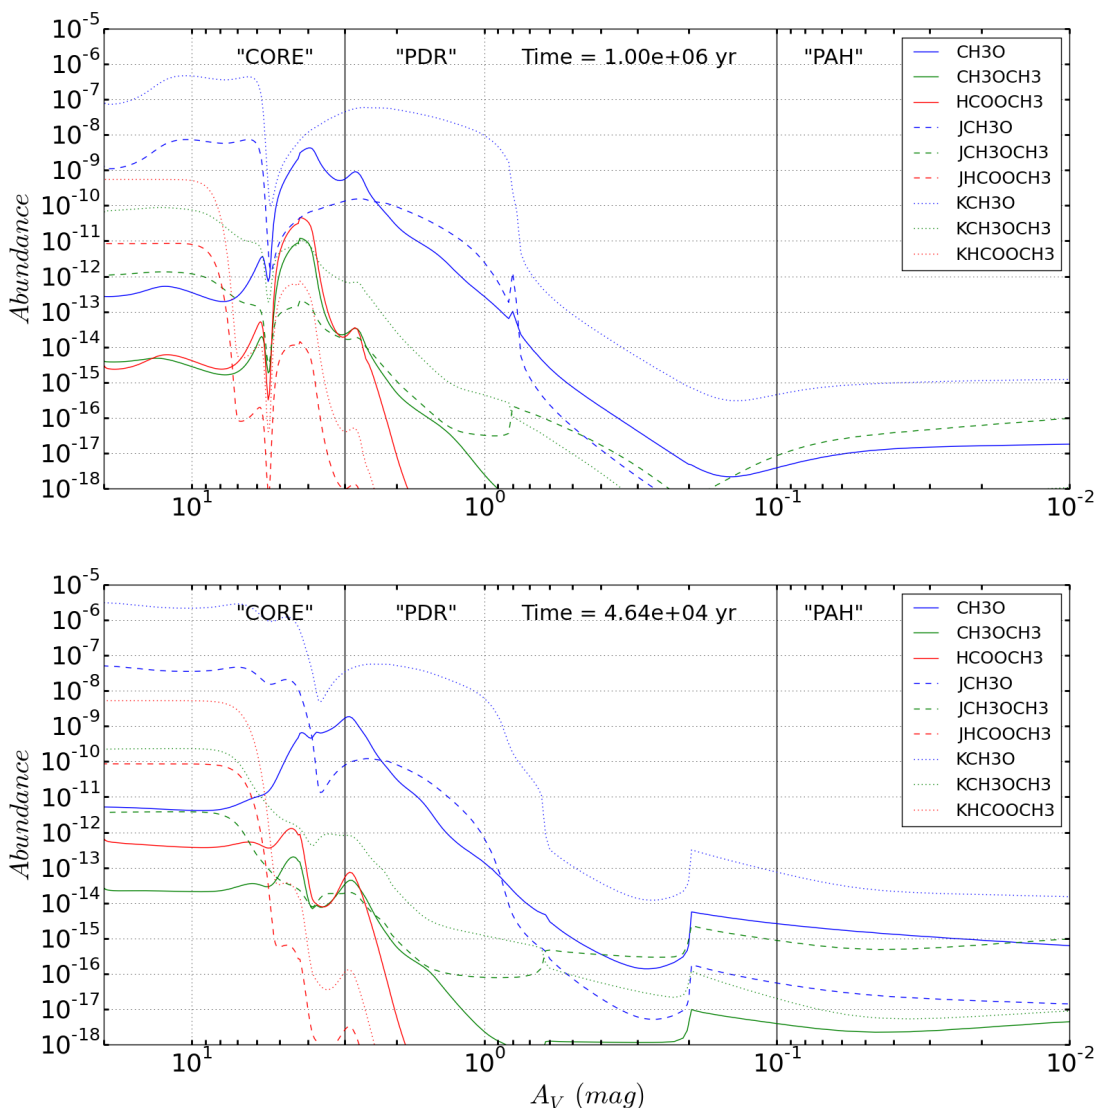 10^-5
10^-6
10^-7
10^-8
10^-9
10^-10
10^-11
10^-12
10^-13
10^-14
10^-15
10^-16
10^-17
10^-18
Abundance
"CORE" "PDR" Time = 1.00e+06 yr "PAH"
CH3O
CH3OCH3
HCOOCH3
JCH3O
JCH3OCH3
JHCOOCH3
KCH3O
KCH3OCH3
KHCOOCH3
10^1 10^0 10^-1 10^-2
10^-5
10^-6
10^-7
10^-8
10^-9
10^-10
10^-11
10^-12
10^-13
10^-14
10^-15
10^-16
10^-17
10^-18
Abundance
"CORE" "PDR" Time = 4.64e+04 yr "PAH"
CH3O
CH3OCH3
HCOOCH3
JCH3O
JCH3OCH3
JHCOOCH3
KCH3O
KCH3OCH3
KHCOOCH3
10^1 10^0 10^-1 10^-2
A_V (mag)